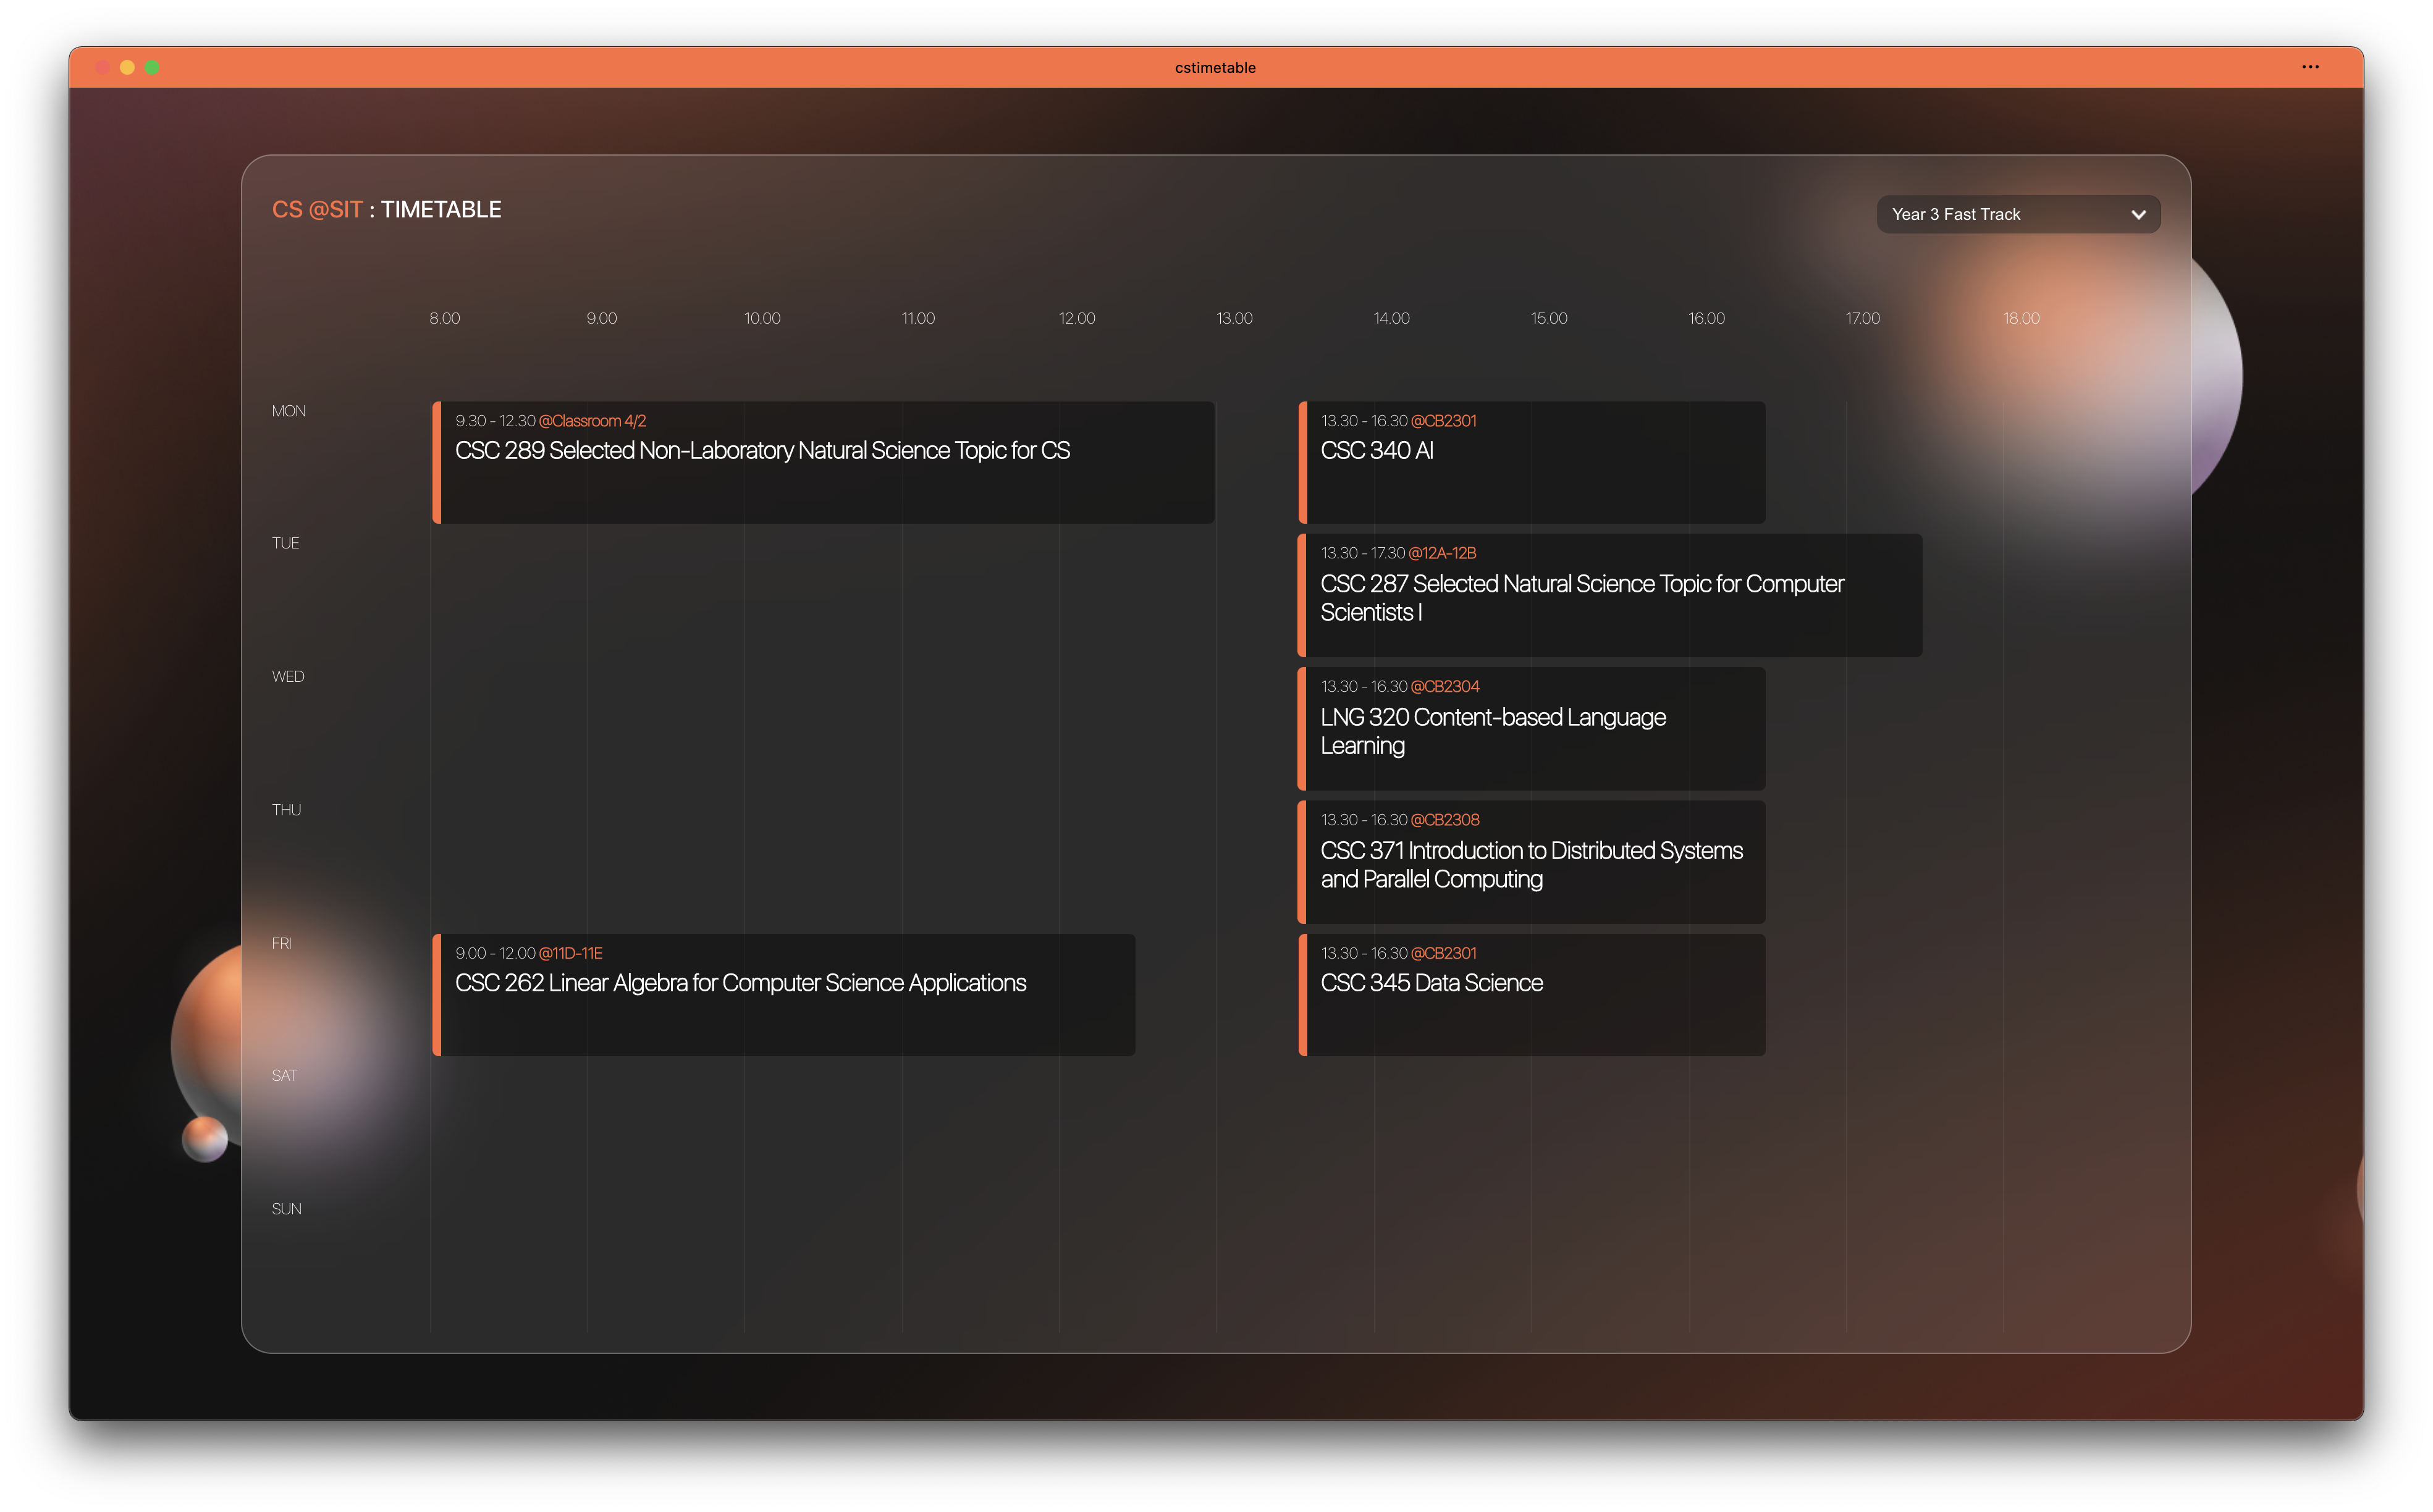 cstimetable
CS @SIT : TIMETABLE
Year 3 Fast Track
8.00 9.00 10.00 11.00 12.00 13.00 14.00 15.00 16.00 17.00 18.00
MON
9.30 - 12.30 @Classroom 4/2
CSC 289 Selected Non-Laboratory Natural Science Topic for CS
13.30 - 16.30 @CB2301
CSC 340 AI
TUE
13.30 - 17.30 @12A-12B
CSC 287 Selected Natural Science Topic for Computer
Scientists I
WED
13.30 - 16.30 @CB2304
LNG 320 Content-based Language
Learning
THU
13.30 - 16.30 @CB2308
CSC 371 Introduction to Distributed Systems
and Parallel Computing
FRI
9.00 - 12.00 @11D-11E
CSC 262 Linear Algebra for Computer Science Applications
13.30 - 16.30 @CB2301
CSC 345 Data Science
SAT
SUN